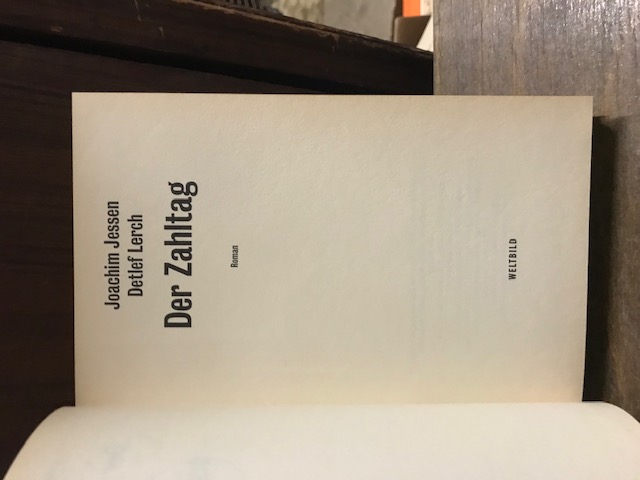 Joachim Jessen
Detlef Lerch
Der Zahltag
Roman
WELTBILD